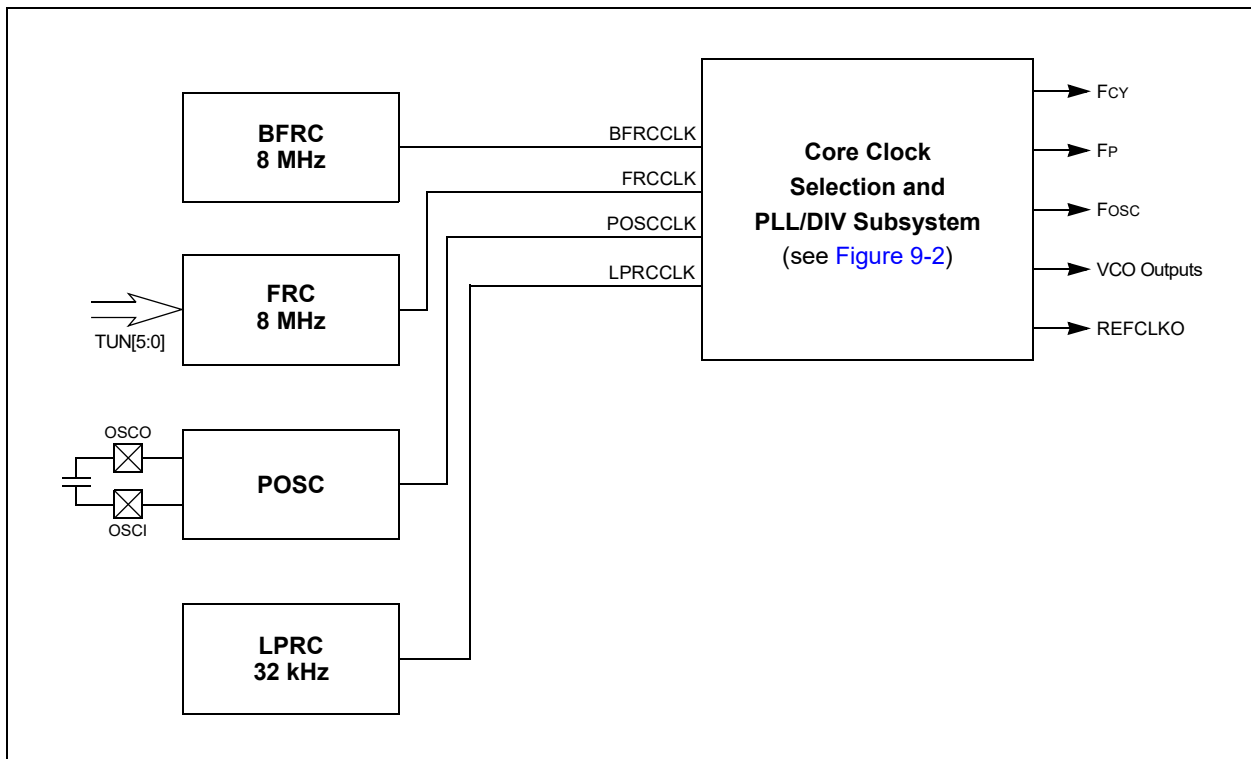 BFRC
8 MHz
BFRCCLK
FRCCLK
POSCCLK
LPRCCLK
FRC
8 MHz
TUN[5:0]
OSCO
OSCI
POSC
LPRC
32 kHz
Core Clock
Selection and
PLL/DIV Subsystem
(see Figure 9-2)
FCY
FP
FOSC
VCO Outputs
REFCLKO